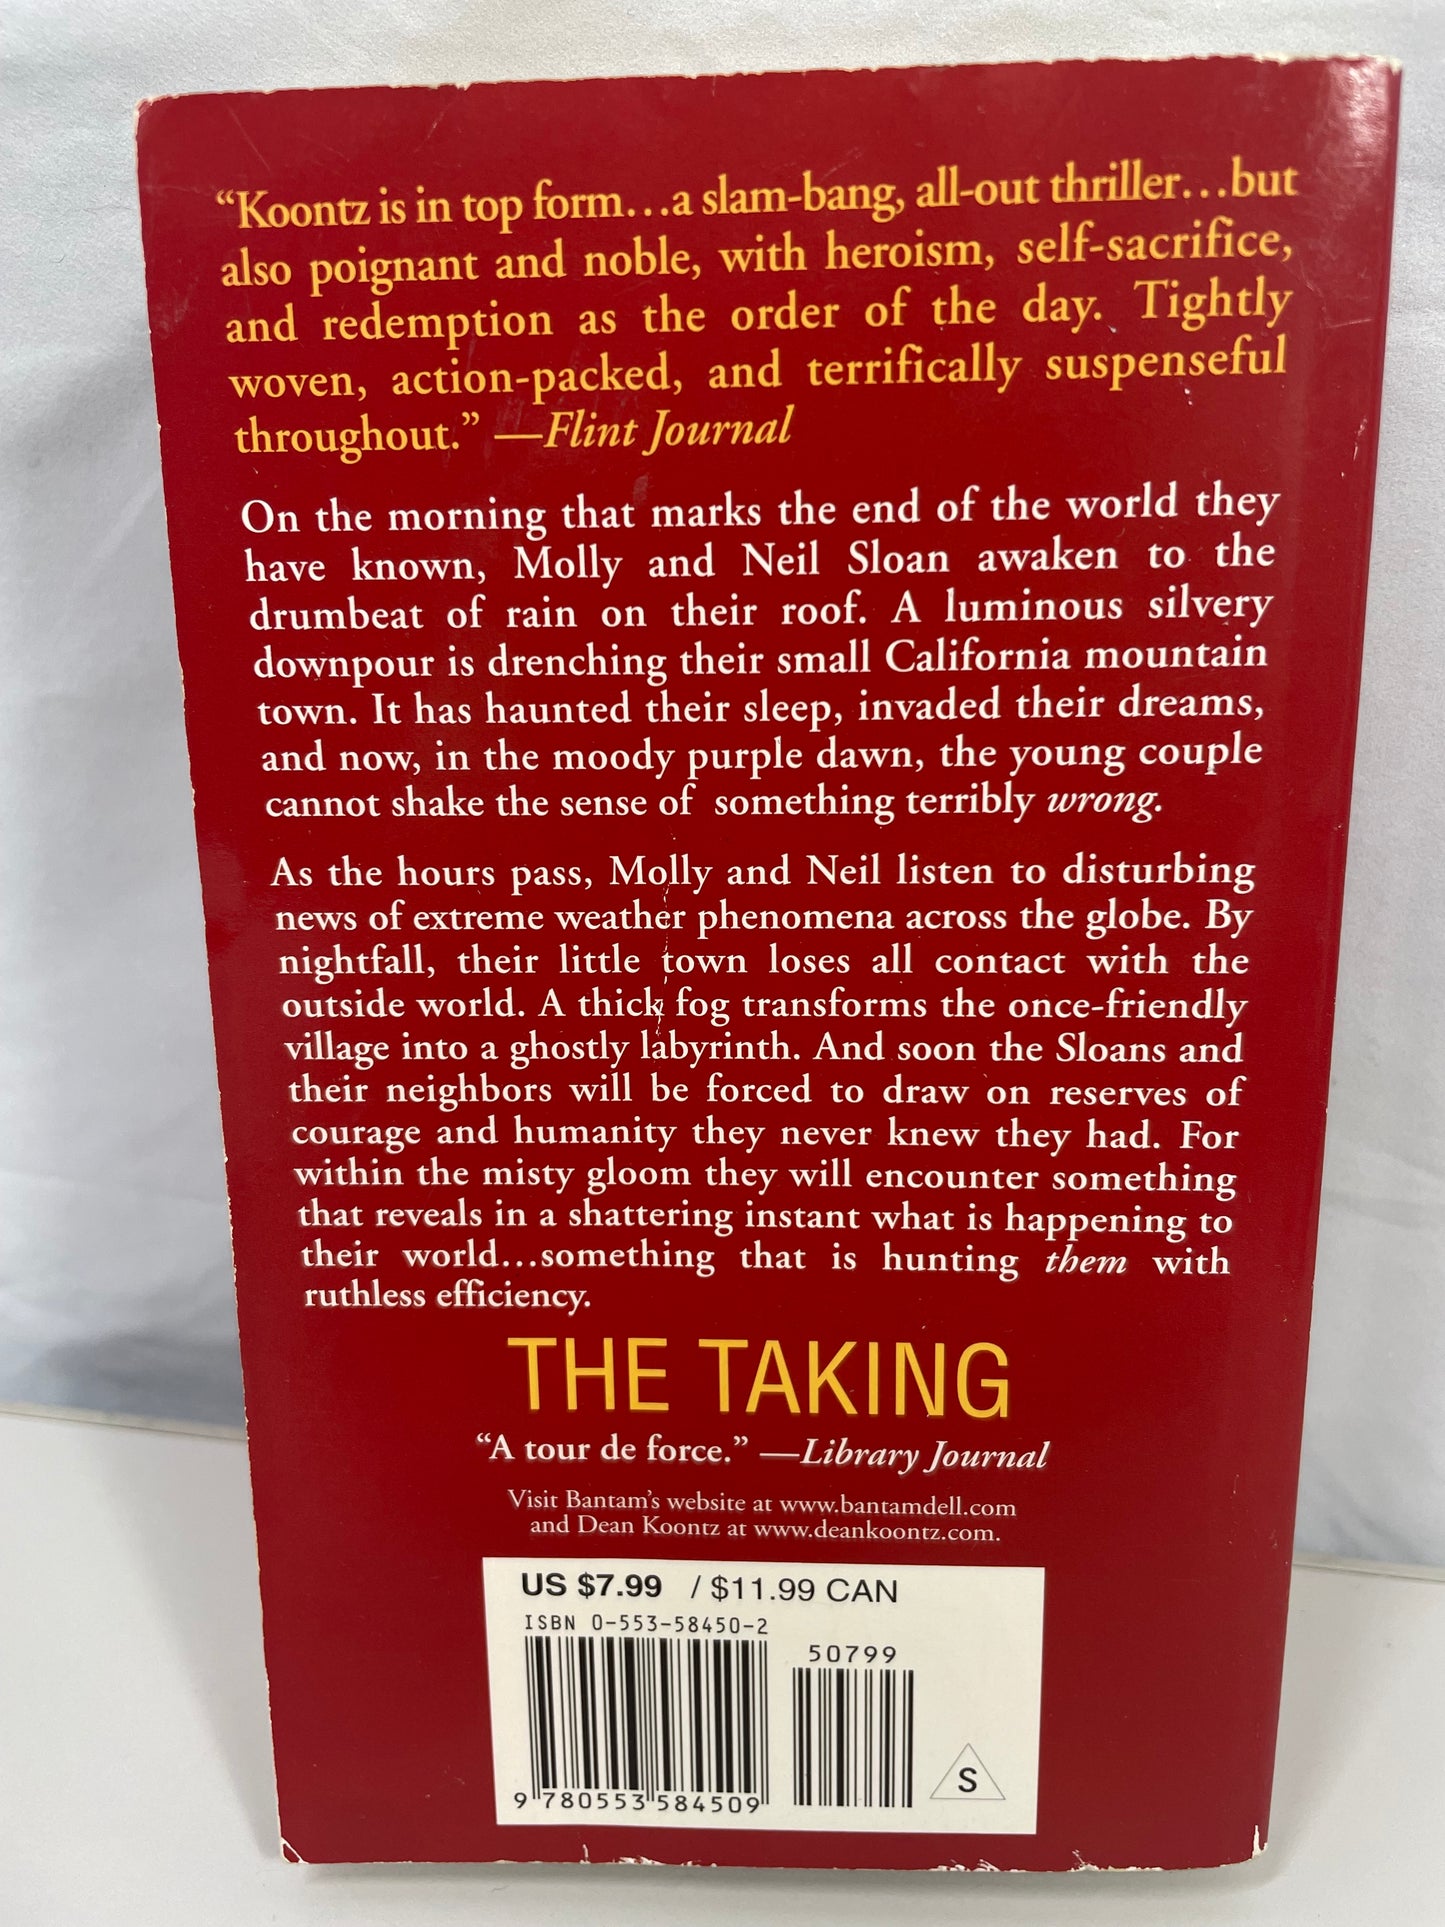 “Koontz is in top form...a slam-bang, all-out thriller...but
also poignant and noble, with heroism, self-sacrifice,
and redemption as the order of the day. Tightly
woven, action-packed, and terrifically suspenseful
throughout.” —Flint Journal
On the morning that marks the end of the world they
have known, Molly and Neil Sloan awaken to the
drumbeat of rain on their roof. A luminous silvery
downpour is drenching their small California mountain
town. It has haunted their sleep, invaded their dreams,
and now, in the moody purple dawn, the young couple
cannot shake the sense of something terribly wrong.
As the hours pass, Molly and Neil listen to disturbing
news of extreme weather phenomena across the globe. By
nightfall, their little town loses all contact with the
outside world. A thick fog transforms the once-friendly
village into a ghostly labyrinth. And soon the Sloans and
their neighbors will be forced to draw on reserves of
courage and humanity they never knew they had. For
within the misty gloom they will encounter something
that reveals in a shattering instant what is happening to
their world...something that is hunting them with
ruthless efficiency.
THE TAKING
“A tour de force.” —Library Journal
Visit Bantam's website at www.bantamdell.com
and Dean Koontz at www.deankoontz.com.
US $7.99 / $11.99 CAN
ISBN 0-553-58450-2
50799
9 780553 584509
S